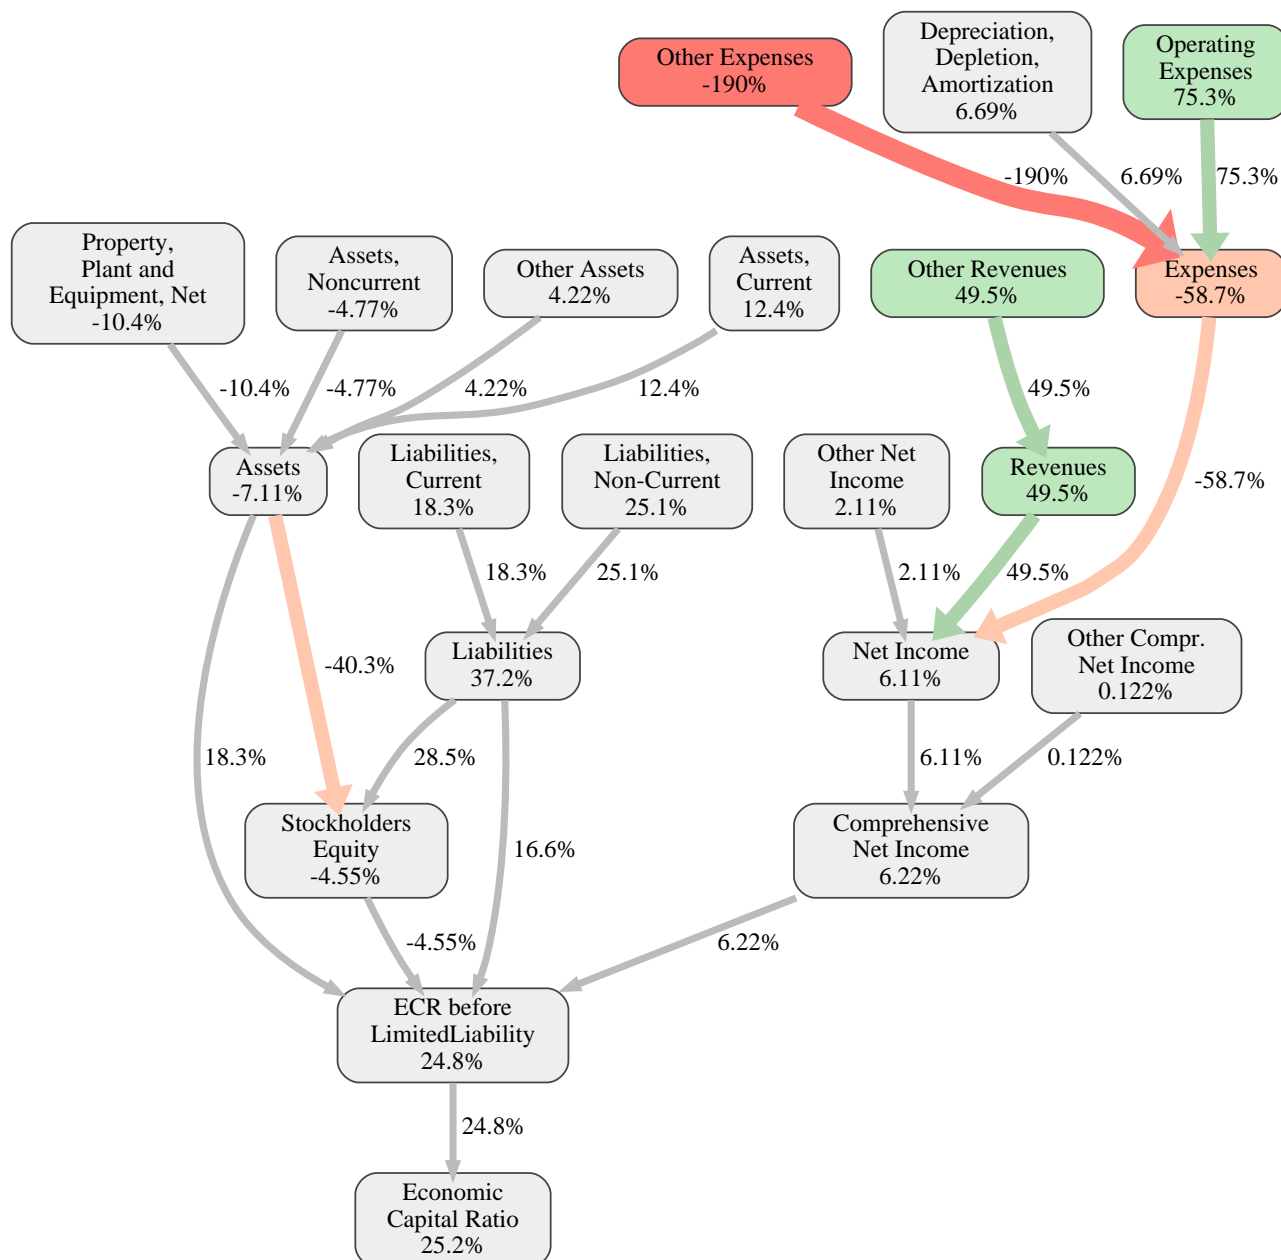 Other Expenses
-190%
Depreciation,
Depletion,
Amortization
6.69%
Operating
Expenses
75.3%
-190%
6.69%
75.3%
Property,
Plant and
Equipment, Net
-10.4%
Assets,
Noncurrent
-4.77%
Other Assets
4.22%
Assets,
Current
12.4%
Other Revenues
49.5%
Expenses
-58.7%
-10.4%
-4.77%
4.22%
12.4%
49.5%
-58.7%
Assets
-7.11%
Liabilities,
Current
18.3%
Liabilities,
Non-Current
25.1%
Other Net
Income
2.11%
Revenues
49.5%
18.3%
25.1%
2.11%
49.5%
-40.3%
Liabilities
37.2%
Net Income
6.11%
Other Compr.
Net Income
0.122%
18.3%
28.5%
6.11%
0.122%
Stockholders
Equity
-4.55%
16.6%
Comprehensive
Net Income
6.22%
-4.55%
6.22%
ECR before
LimitedLiability
24.8%
24.8%
Economic
Capital Ratio
25.2%